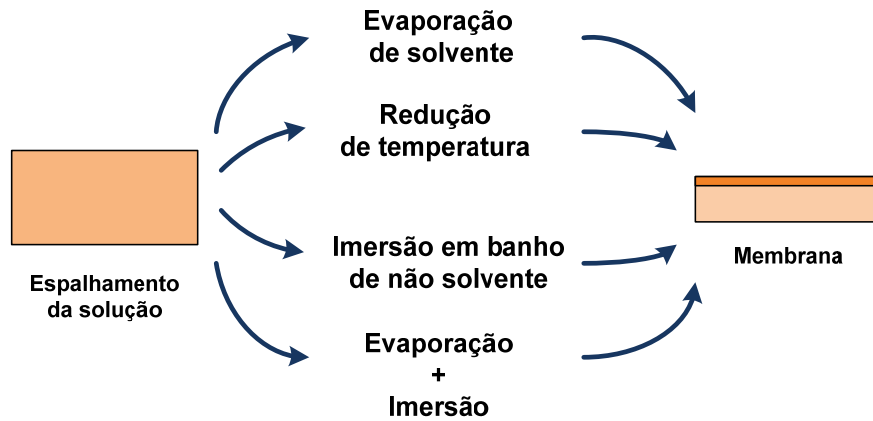 Evaporação
de solvente
Redução
de temperatura
Espalhamento
da solução
Imersão em banho
de não solvente
Membrana
Evaporação
+
Imersão